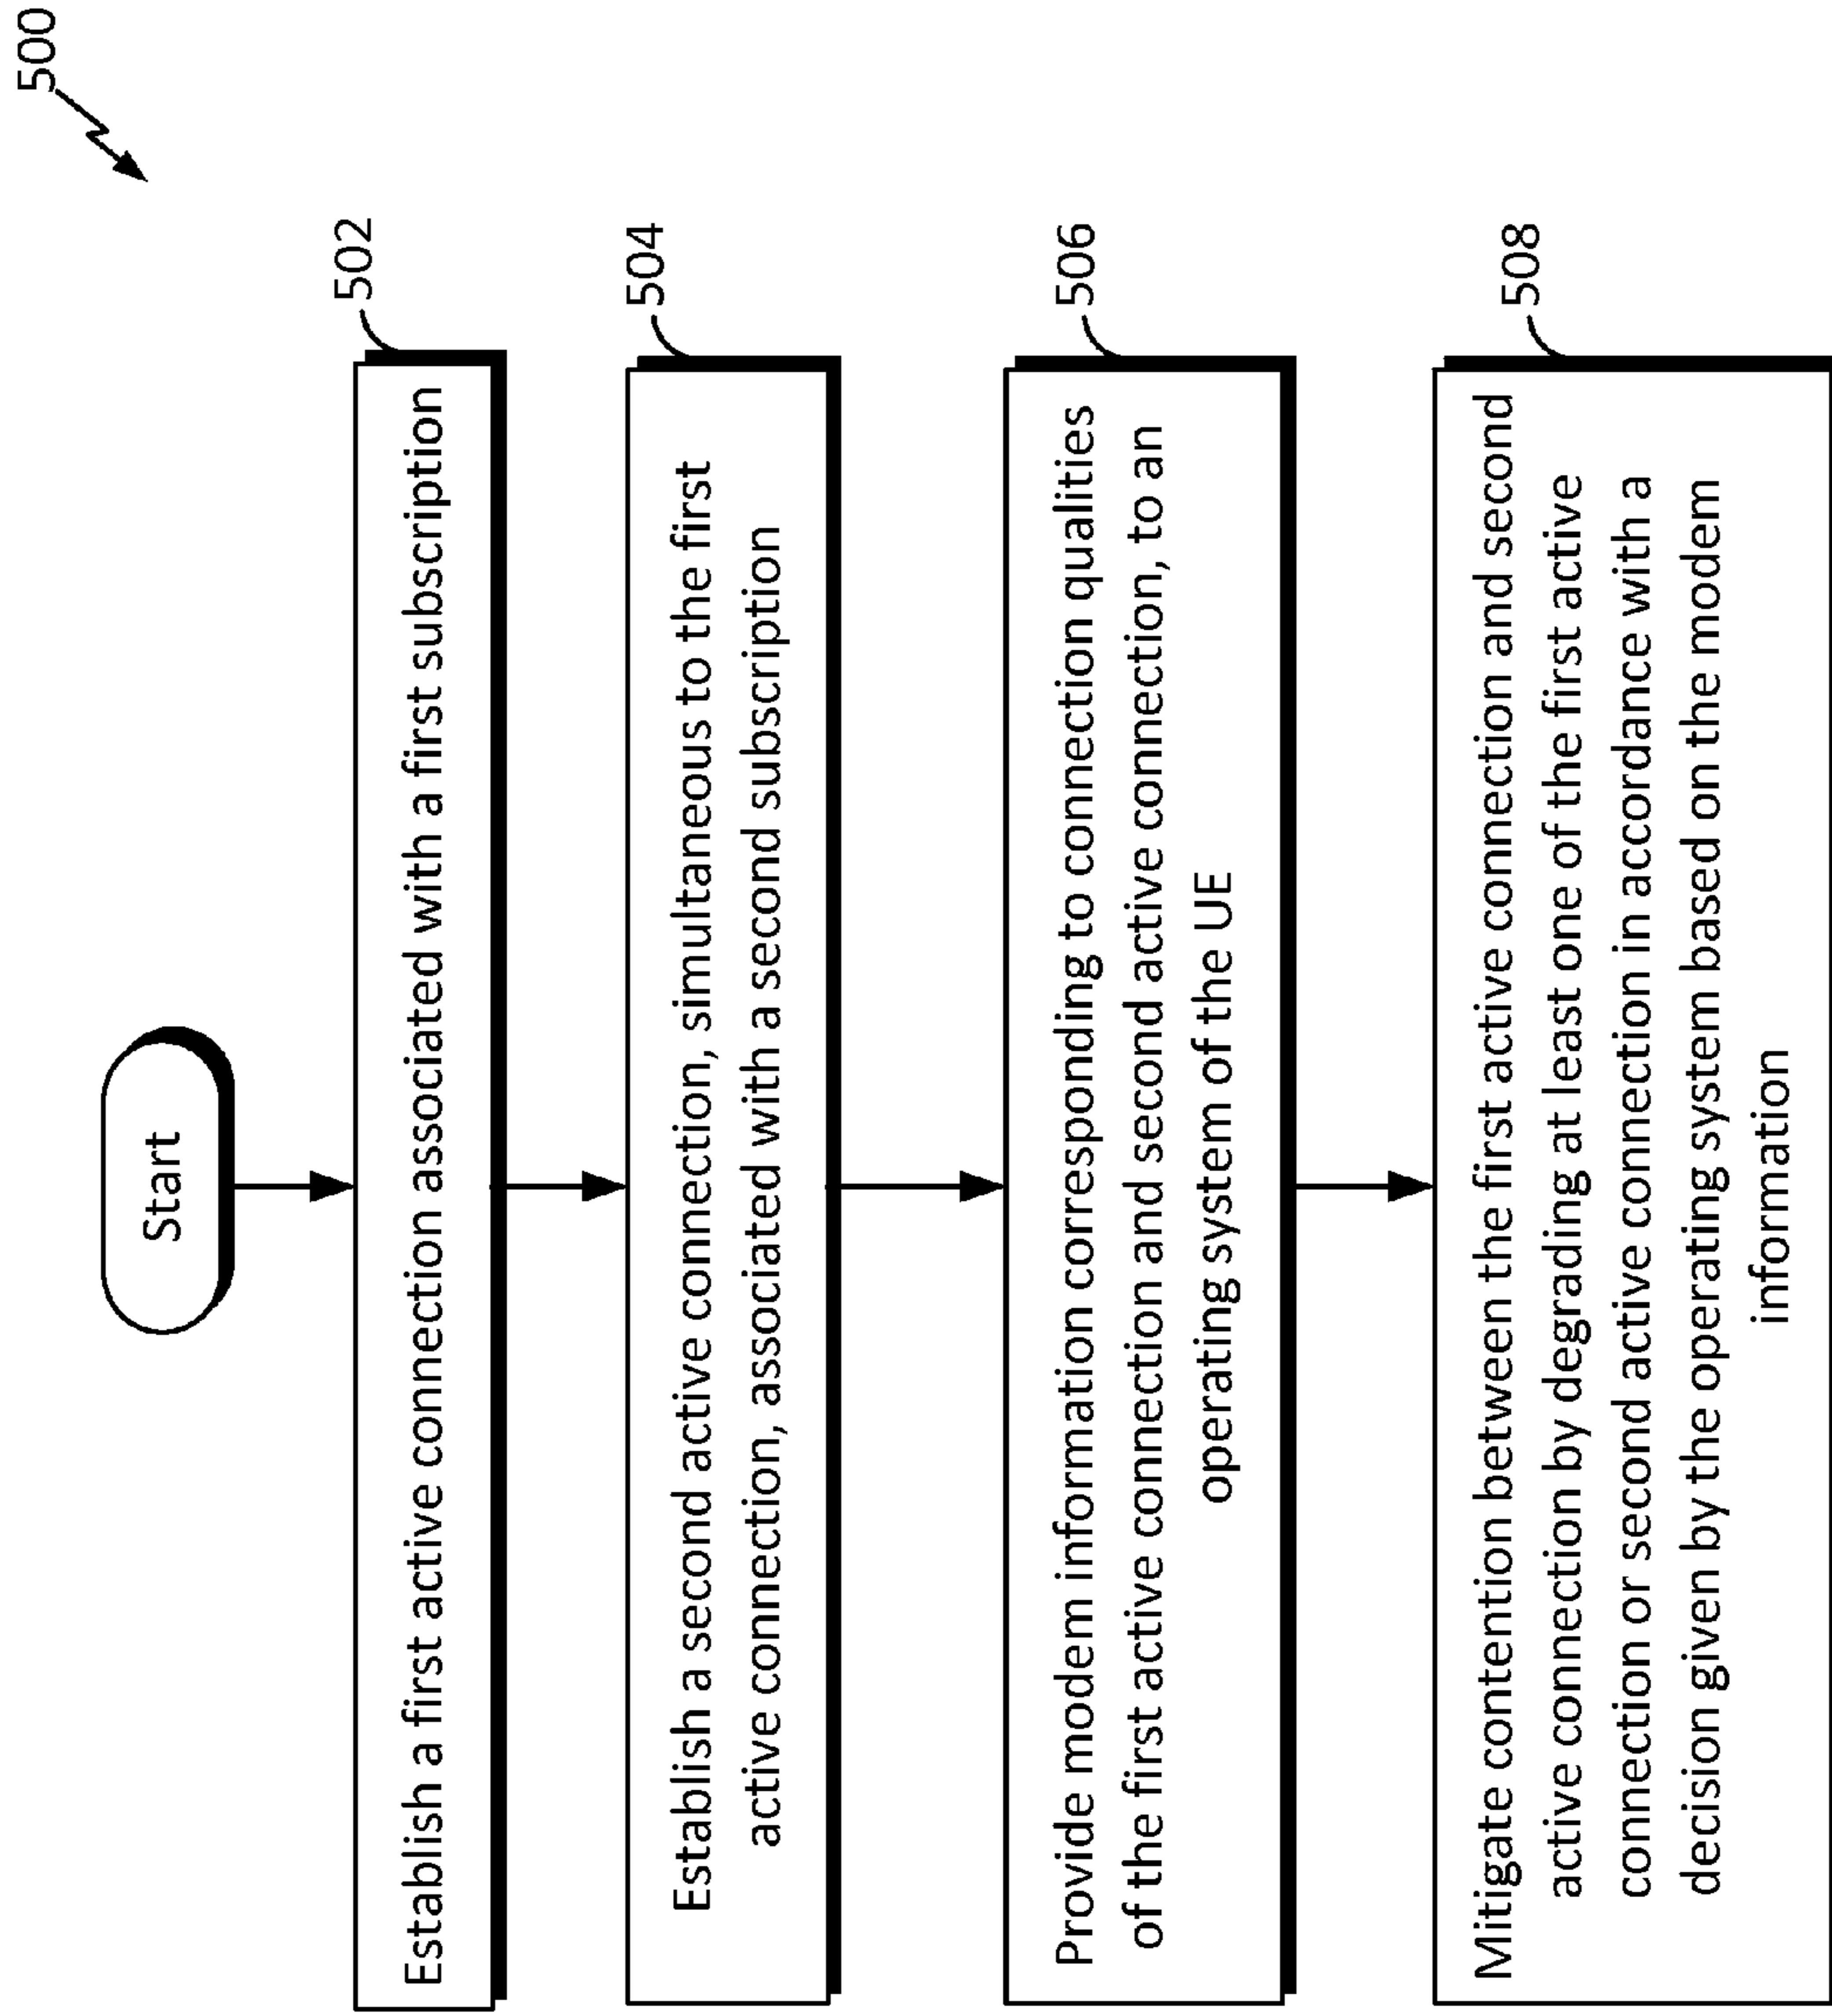 500
Start
502
Establish a first active connection associated with a first subscription
504
Establish a second active connection, simultaneous to the first
active connection, associated with a second subscription
506
Provide modem information corresponding to connection qualities
of the first active connection and second active connection, to an
operating system of the UE
508
Mitigate contention between the first active connection and second
active connection by degrading at least one of the first active
connection or second active connection in accordance with a
decision given by the operating system based on the modem
information